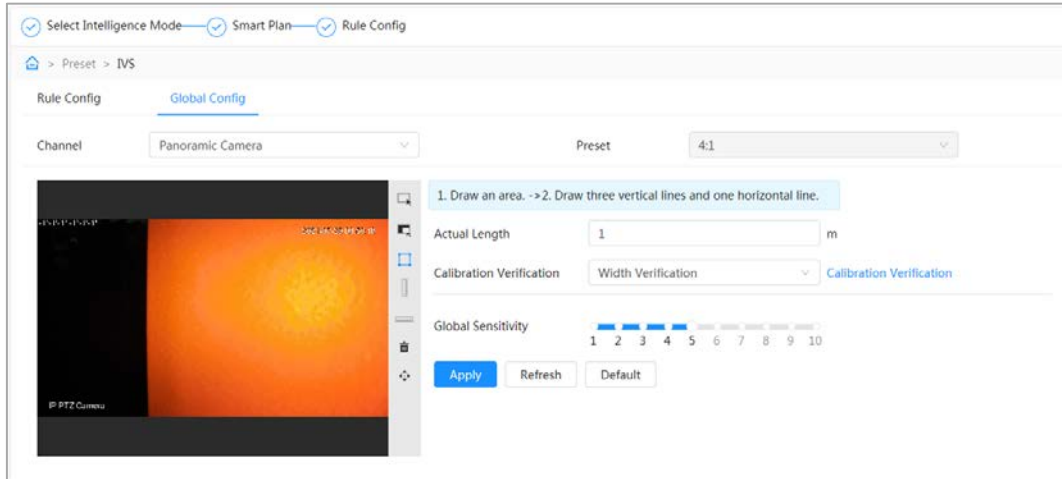 Select Intelligence Mode Smart Plan Rule Config
> Preset > IVS
Rule Config Global Config
Channel Panoramic Camera Preset 4:1
1. Draw an area. ->2. Draw three vertical lines and one horizontal line.
Actual Length 1 m
Calibration Verification Width Verification Calibration Verification
Global Sensitivity
1 2 3 4 5 6 7 8 9 10
Apply Refresh Default
IP PTZ Camera